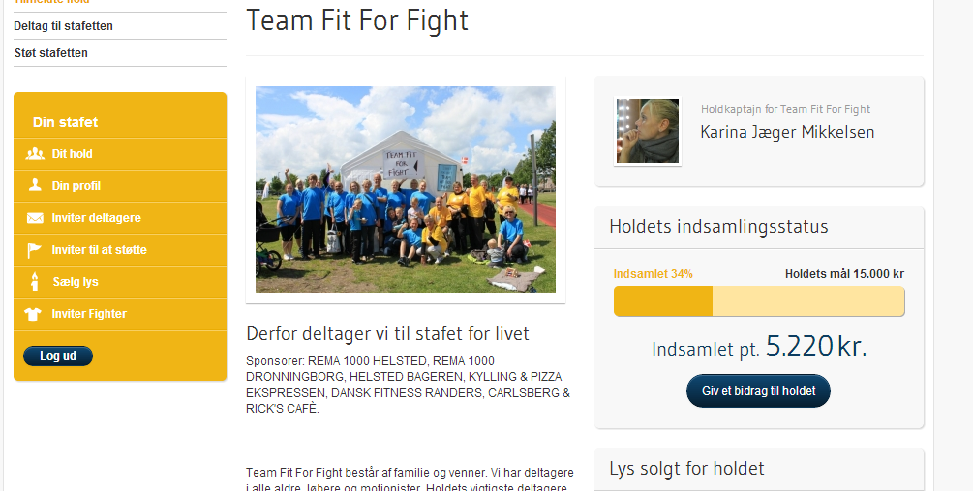 Tilmeldte hold
Deltag til stafetten
Støt stafetten
Din stafet
Dit hold
Din profil
Inviter deltagere
Inviter til at støtte
Sælg lys
Inviter Fighter
Log ud
Team Fit For Fight
TEAM FIT
FOR
FIGHT
Derfor deltager vi til stafet for livet
Sponsorer: REMA 1000 HELSTED, REMA 1000
DRONNINGBORG, HELSTED BAGEREN, KYLLING & PIZZA
EKSPRESSEN, DANSK FITNESS RANDERS, CARLSBERG &
RICK'S CAFÈ.
Team Fit For Fight består af familie og venner. Vi har deltagere
i alle aldre, løbere og motionister. Holdets vigtigste deltagere
Holdkaptajn for Team Fit For Fight
Karina Jæger Mikkelsen
Holdets indsamlingsstatus
Indsamlet 34%
Holdets mål 15.000 kr
Indsamlet pt. 5.220 kr.
Giv et bidrag til holdet
Lys solgt for holdet